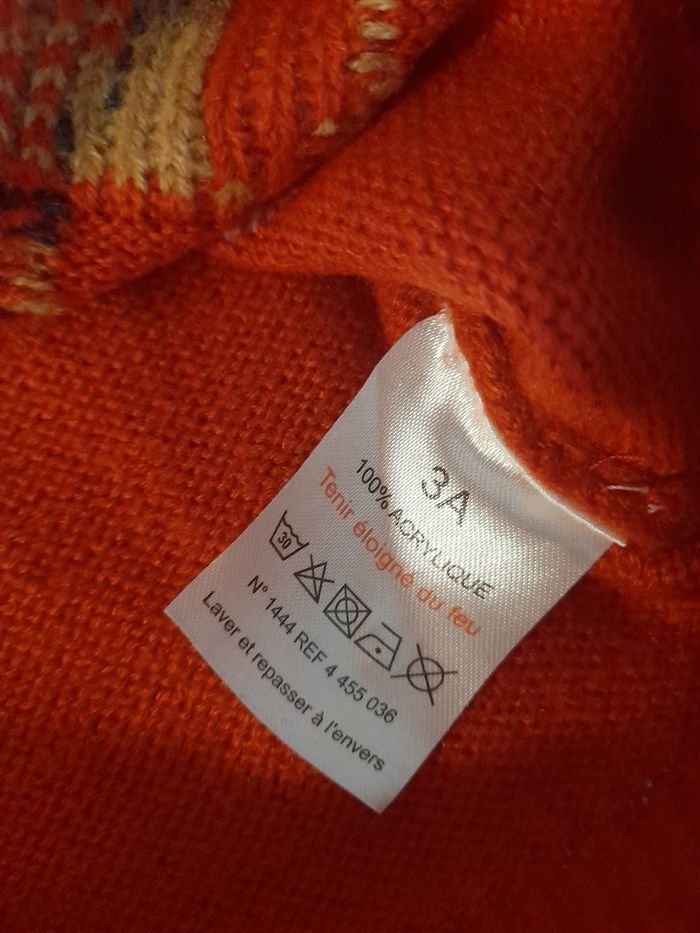 3A
100% ACRYLIQUE
Tenir éloigné du feu
30
N° 1444 REF 4 455 036
Laver et repasser à l'envers